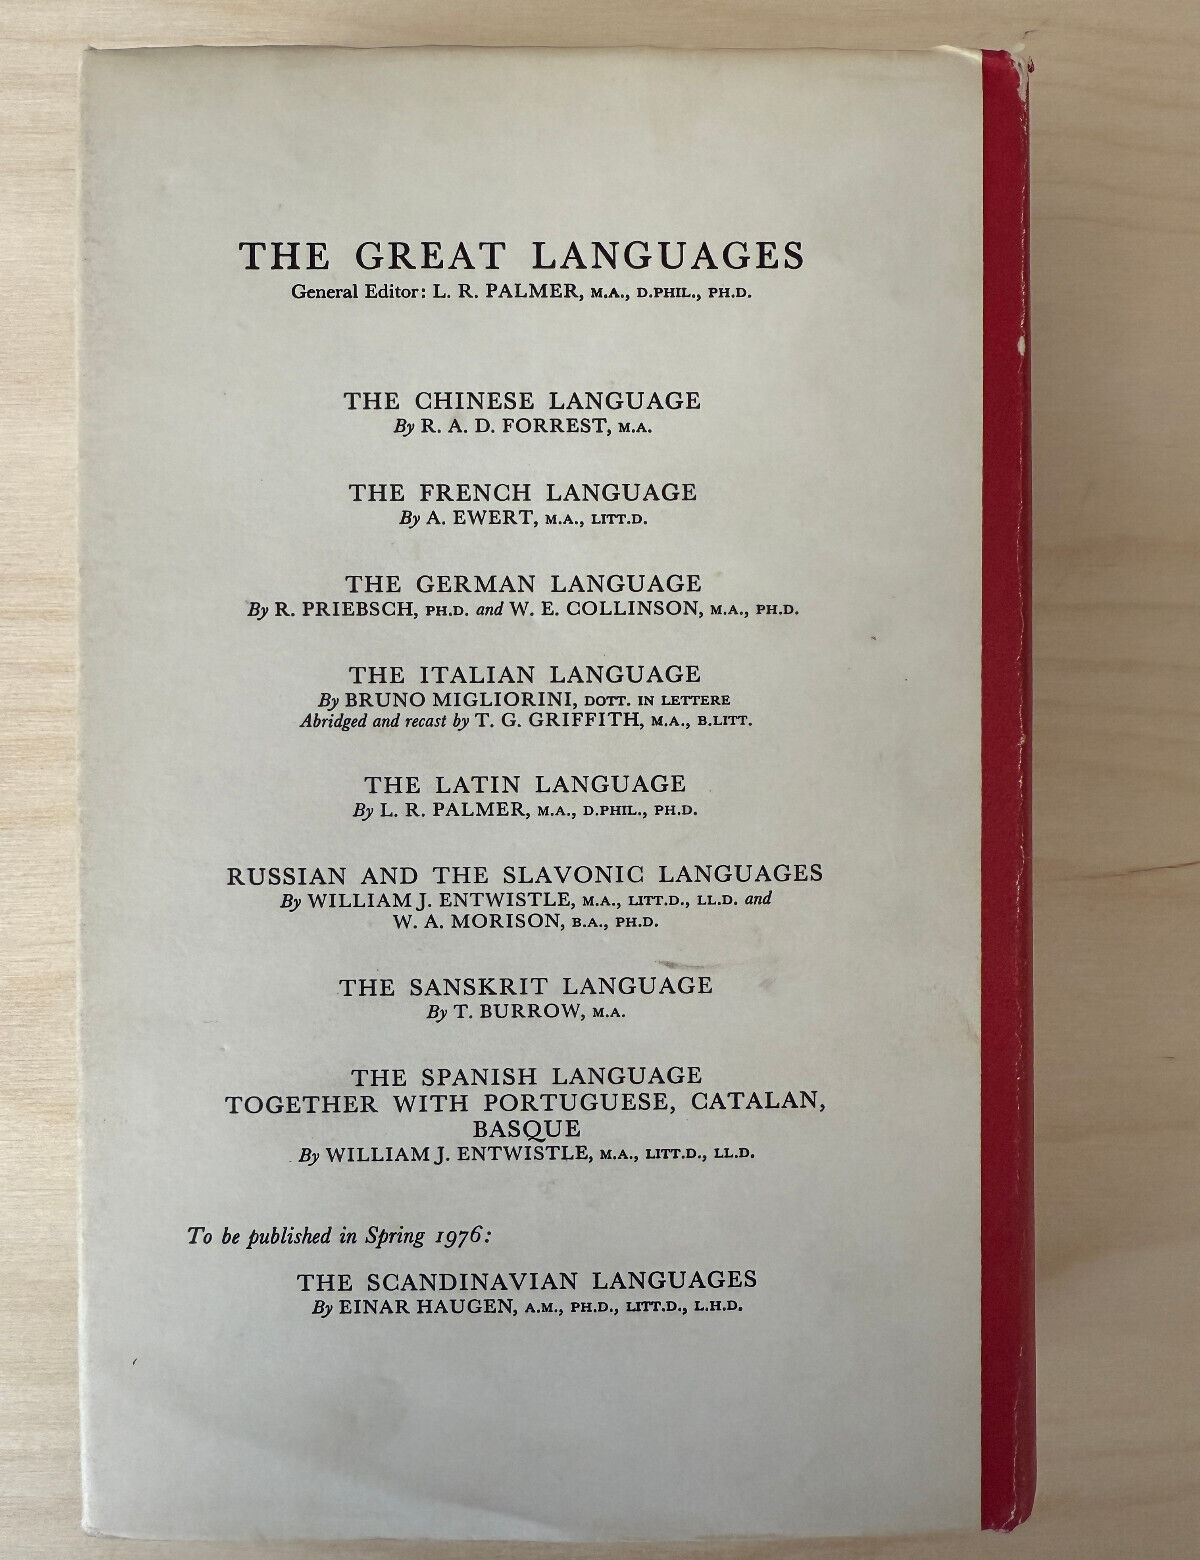 THE GREAT LANGUAGES
General Editor: L. R. PALMER, M.A., D.PHIL., PH.D.
THE CHINESE LANGUAGE
By R. A. D. FORREST, M.A.
THE FRENCH LANGUAGE
By A. EWERT, M.A., LITT.D.
THE GERMAN LANGUAGE
By R. PRIEBSCH, PH.D. and W. E. COLLINSON, M.A., PH.D.
THE ITALIAN LANGUAGE
By BRUNO MIGLIORINI, DOTT. IN LETTERE
Abridged and recast by T. G. GRIFFITH, M.A., B.LITT.
THE LATIN LANGUAGE
By L. R. PALMER, M.A., D.PHIL., PH.D.
RUSSIAN AND THE SLAVONIC LANGUAGES
By WILLIAM J. ENTWISTLE, M.A., LITT.D., LL.D. and
W. A. MORISON, B.A., PH.D.
THE SANSKRIT LANGUAGE
By T. BURROW, M.A.
THE SPANISH LANGUAGE
TOGETHER WITH PORTUGUESE, CATALAN,
BASQUE
By WILLIAM J. ENTWISTLE, M.A., LITT.D., LL.D.
To be published in Spring 1976:
THE SCANDINAVIAN LANGUAGES
By EINAR HAUGEN, A.M., PH.D., LITT.D., L.H.D.